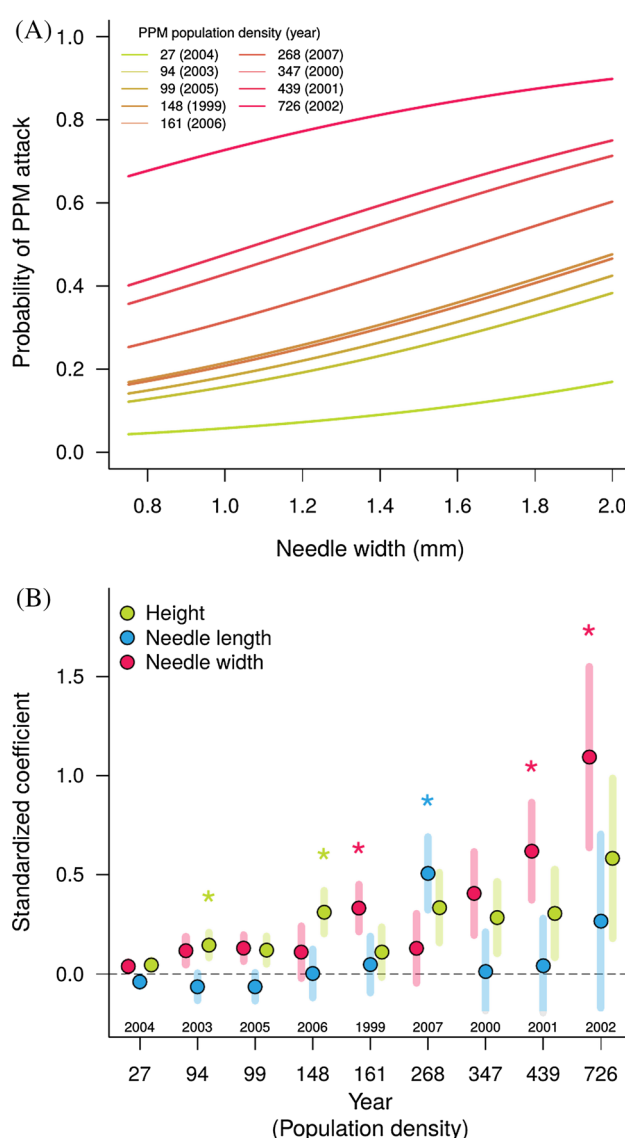 (A)
1.0
0.8
0.6
0.4
0.2
0.0
Probability of PPM attack
PPM population density (year)
27 (2004) 268 (2007)
94 (2003) 347 (2000)
99 (2005) 439 (2001)
148 (1999) 726 (2002)
161 (2006)
0.8 1.0 1.2 1.4 1.6 1.8 2.0
Needle width (mm)
(B)
Height
Needle length
Needle width
1.5
1.0
0.5
0.0
Standardized coefficient
* * * * * *
2004 2003 2005 2006 1999 2007 2000 2001 2002
27 94 99 148 161 268 347 439 726
Year
(Population density)